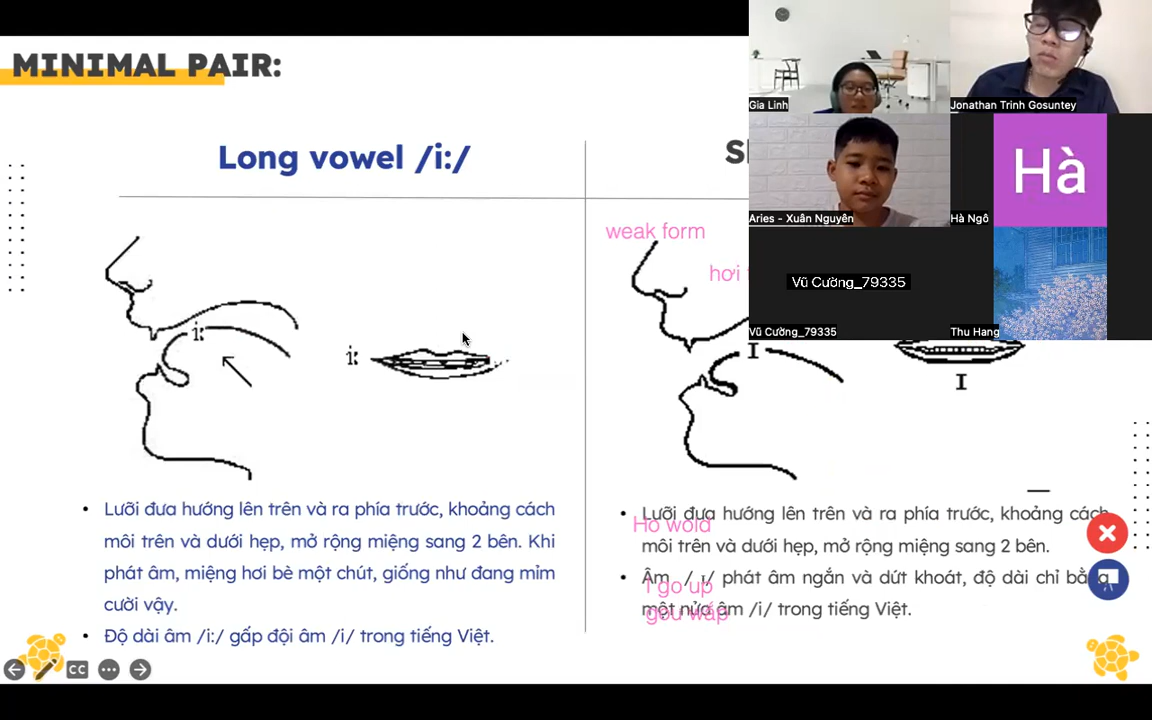 MINIMAL PAIR:
Long vowel /i:/
i:
i:
Lưỡi đưa hướng lên trên và ra phía trước, khoảng cách
môi trên và dưới hẹp, mở rộng miệng sang 2 bên. Khi
phát âm, miệng hơi bè một chút, giống như đang mỉm
cười vậy.
Độ dài âm /i:/ gấp đội âm /i/ trong tiếng Việt.
weak form
hơi
I
I
Lưỡi đưa hướng lên trên và ra phía trước, khoảng cách
Ho wold
môi trên và dưới hẹp, mở rộng miệng sang 2 bên.
Âm /ɪ/ phát âm ngắn và dứt khoát, độ dài chỉ bằng
I go up
một nửa âm /i/ trong tiếng Việt.
gou wắp
Gia Linh
Jonathan Trinh Gosuntey
Aries - Xuân Nguyên
Hà
Hà Ngô
Vũ Cường_79335
Vũ Cường_79335
Thu Hang
CC